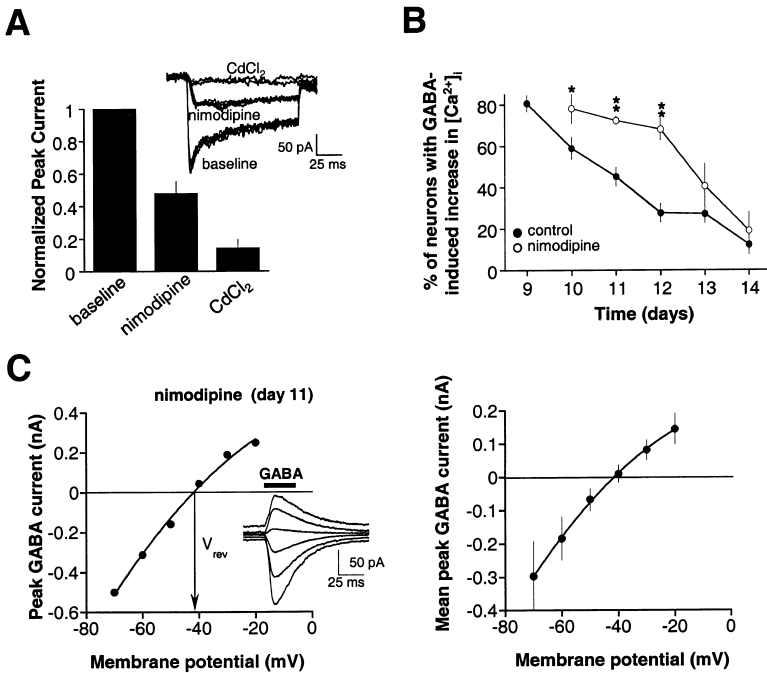 A
Normalized Peak Current
1
0.8
0.6
0.4
0.2
0
baseline
nimodipine
CdCl2
CdCl2
nimodipine
baseline
50 pA
25 ms
B
% of neurons with GABA-
induced increase in [Ca2+]i
80
60
40
20
0
*
**
**
control
nimodipine
9 10 11 12 13 14
Time (days)
C
nimodipine (day 11)
Peak GABA current (nA)
0.4
0.2
0
-0.2
-0.4
-0.6
-80 -60 -40 -20 0
Membrane potential (mV)
Vrev
GABA
50 pA
25 ms
Mean peak GABA current (nA)
0.2
0.1
0
-0.1
-0.2
-0.3
-0.4
-80 -60 -40 -20 0
Membrane potential (mV)